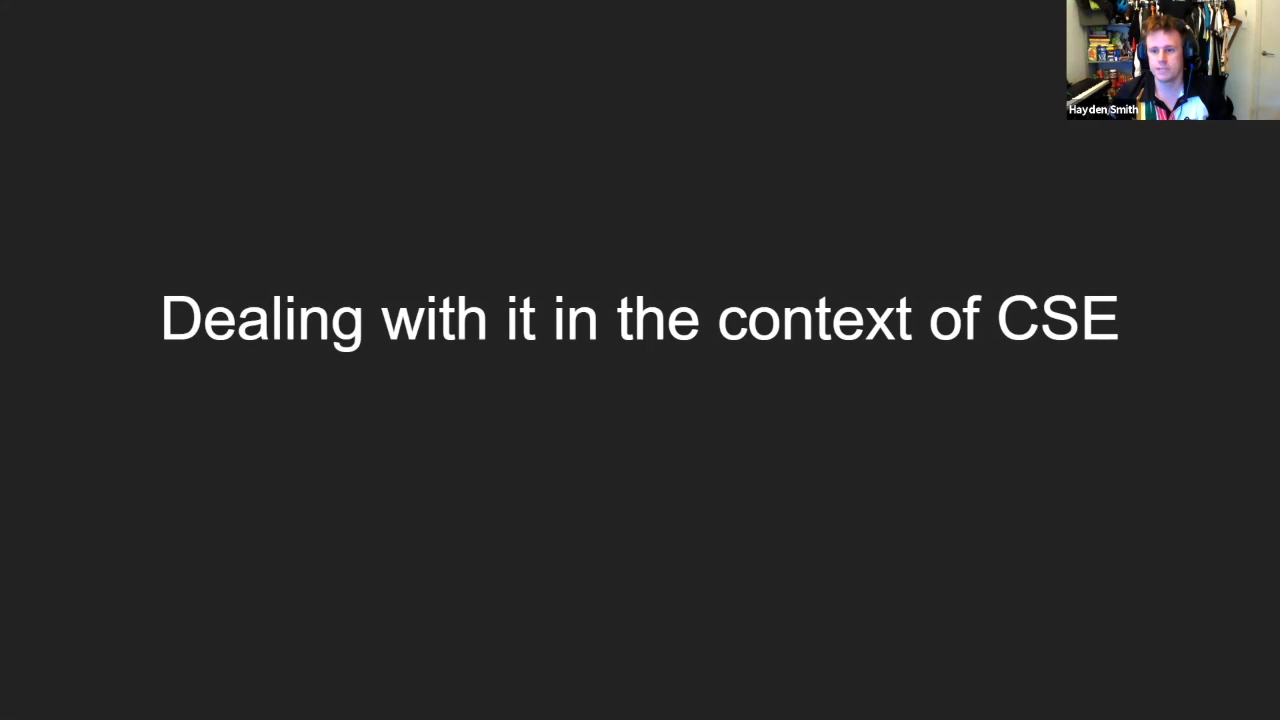 Hayden Smith
Dealing with it in the context of CSE